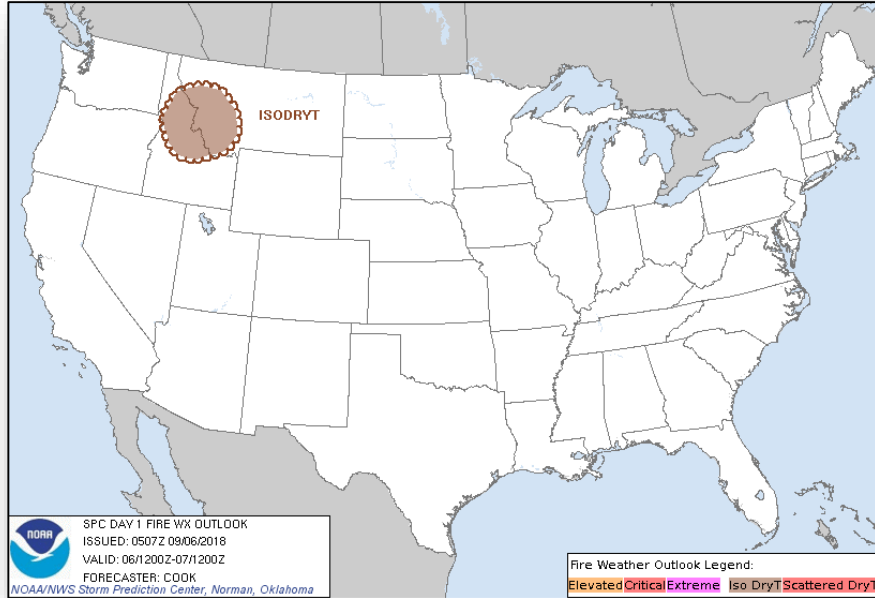 ISODRYT
NOAA
SPC DAY 1 FIRE WX OUTLOOK
ISSUED: 0507Z 09/06/2018
VALID: 06/1200Z-07/1200Z
FORECASTER: COOK
NOAA/NWS Storm Prediction Center, Norman, Oklahoma
Fire Weather Outlook Legend:
Elevated Critical Extreme Iso DryT Scattered DryT